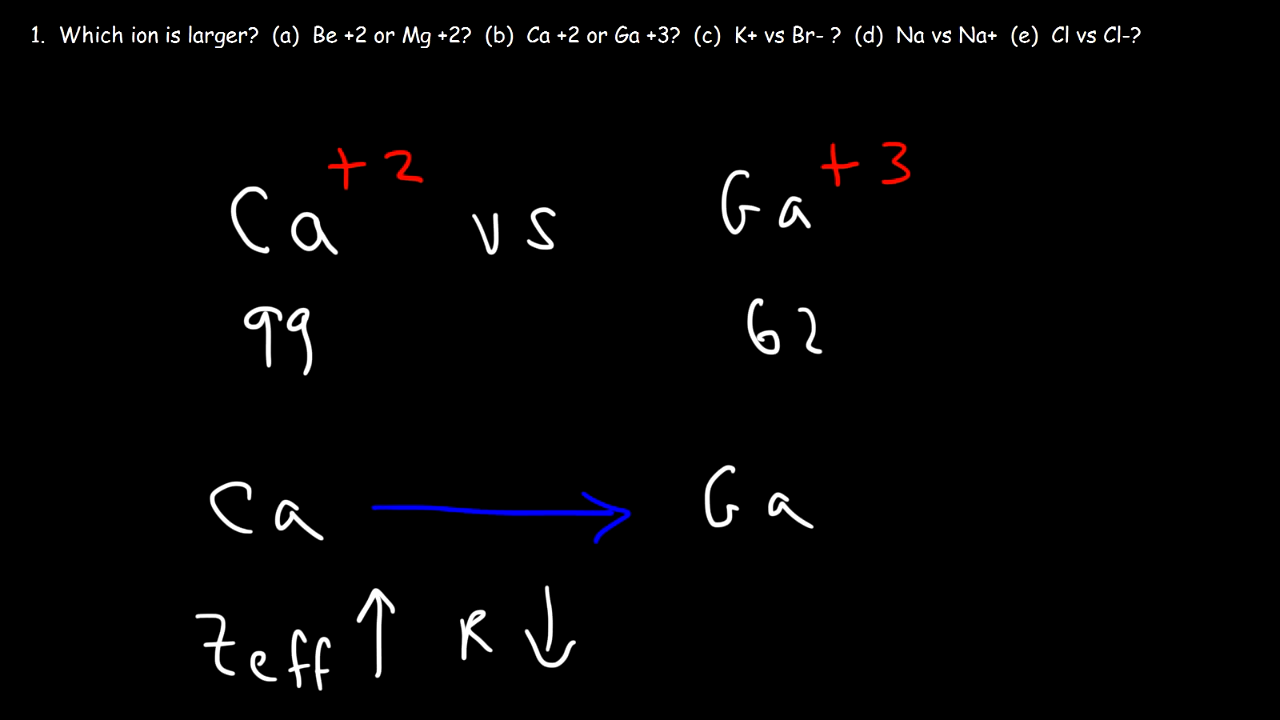 1. Which ion is larger? (a) Be +2 or Mg +2? (b) Ca +2 or Ga +3? (c) K+ vs Br- ? (d) Na vs Na+ (e) Cl vs Cl-?
Ca +2 vs Ga +3
99 62
Ca → Ga
Zeff ↑ R ↓